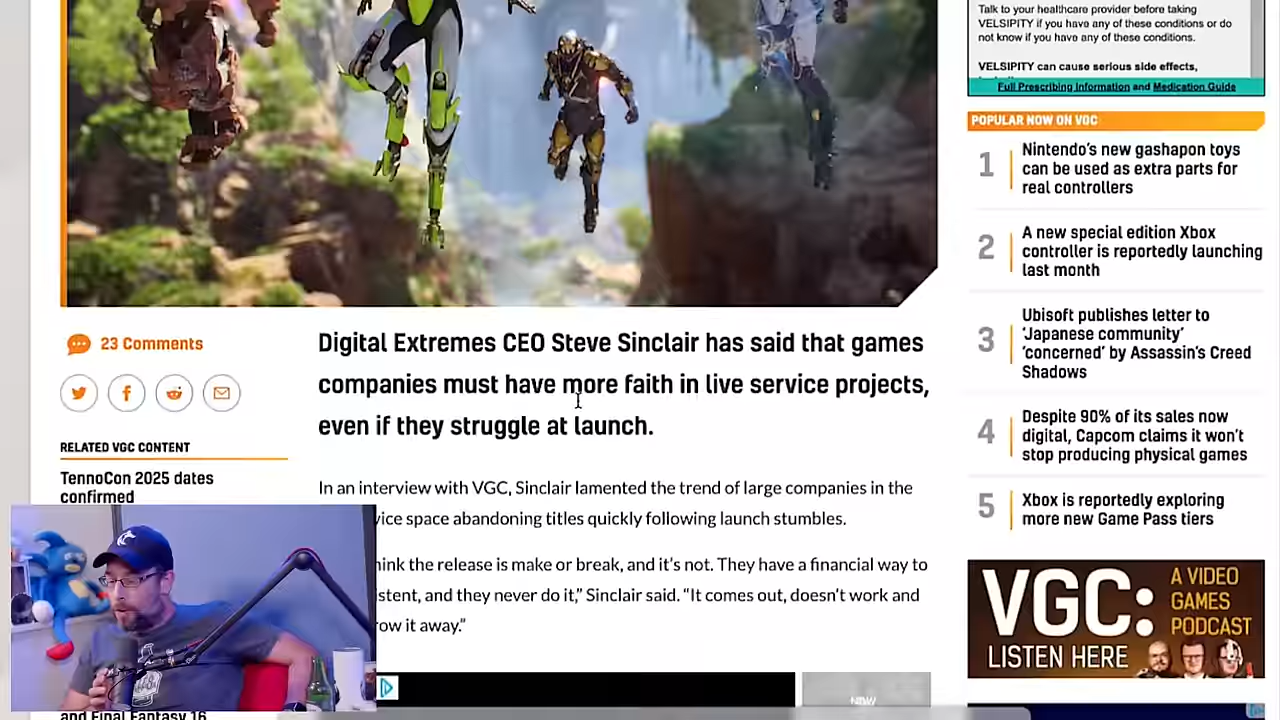 Talk to your healthcare provider before taking
VELSIPITY if you have any of these conditions or do
not know if you have any of these conditions.
VELSIPITY can cause serious side effects,
Full Prescribing Information and Medication Guide
POPULAR NOW ON VGC
1
Nintendo's new gashapon toys
can be used as extra parts for
real controllers
2
A new special edition Xbox
controller is reportedly launching
last month
3
Ubisoft publishes letter to
'Japanese community'
'concerned' by Assassin's Creed
Shadows
4
Despite 90% of its sales now
digital, Capcom claims it won't
stop producing physical games
5
Xbox is reportedly exploring
more new Game Pass tiers
VGC:
A VIDEO
GAMES
PODCAST
LISTEN HERE
23 Comments
RELATED VGC CONTENT
TennoCon 2025 dates
confirmed
and Final Fantasy 16
Digital Extremes CEO Steve Sinclair has said that games
companies must have more faith in live service projects,
even if they struggle at launch.
In an interview with VGC, Sinclair lamented the trend of large companies in the
vice space abandoning titles quickly following launch stumbles.
hink the release is make or break, and it's not. They have a financial way to
istent, and they never do it," Sinclair said. "It comes out, doesn't work and
ow it away."